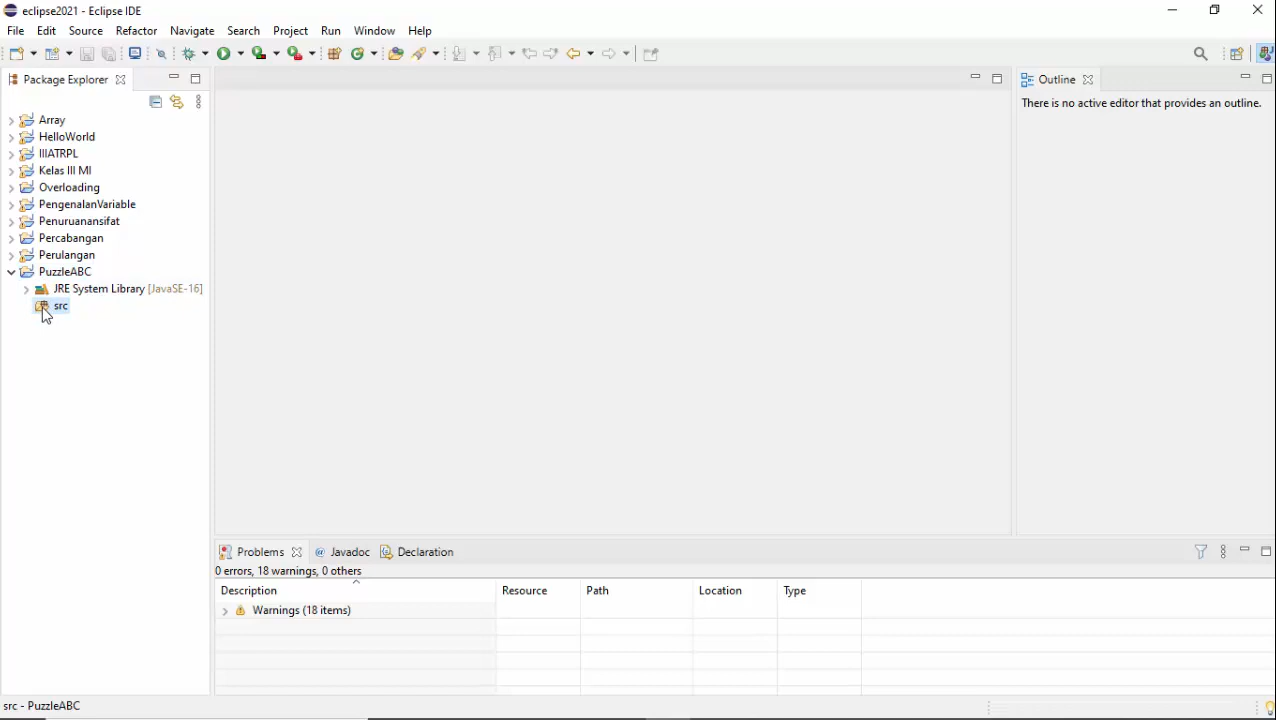 eclipse2021 - Eclipse IDE
File Edit Source Refactor Navigate Search Project Run Window Help
Package Explorer
Array
HelloWorld
IIIATRPL
Kelas III MI
Overloading
PengenalanVariable
Penuruanansifat
Percabangan
Perulangan
PuzzleABC
JRE System Library [JavaSE-16]
src
Outline
There is no active editor that provides an outline.
Problems Javadoc Declaration
0 errors, 18 warnings, 0 others
Description Resource Path Location Type
Warnings (18 items)
src - PuzzleABC